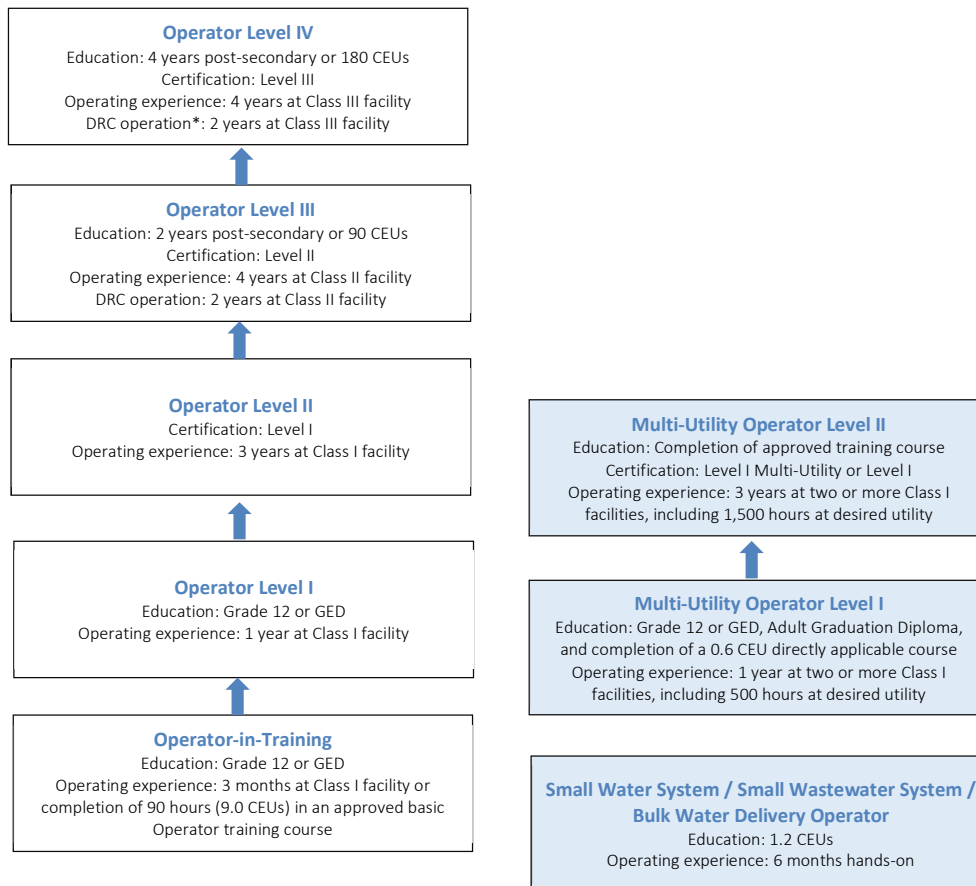 Operator Level IV
Education: 4 years post-secondary or 180 CEUs
Certification: Level III
Operating experience: 4 years at Class III facility
DRC operation*: 2 years at Class III facility
Operator Level III
Education: 2 years post-secondary or 90 CEUs
Certification: Level II
Operating experience: 4 years at Class II facility
DRC operation: 2 years at Class II facility
Operator Level II
Certification: Level I
Operating experience: 3 years at Class I facility
Operator Level I
Education: Grade 12 or GED
Operating experience: 1 year at Class I facility
Operator-in-Training
Education: Grade 12 or GED
Operating experience: 3 months at Class I facility or
completion of 90 hours (9.0 CEUs) in an approved basic
Operator training course
Multi-Utility Operator Level II
Education: Completion of approved training course
Certification: Level I Multi-Utility or Level I
Operating experience: 3 years at two or more Class I
facilities, including 1,500 hours at desired utility
Multi-Utility Operator Level I
Education: Grade 12 or GED, Adult Graduation Diploma,
and completion of a 0.6 CEU directly applicable course
Operating experience: 1 year at two or more Class I
facilities, including 500 hours at desired utility
Small Water System / Small Wastewater System /
Bulk Water Delivery Operator
Education: 1.2 CEUs
Operating experience: 6 months hands-on